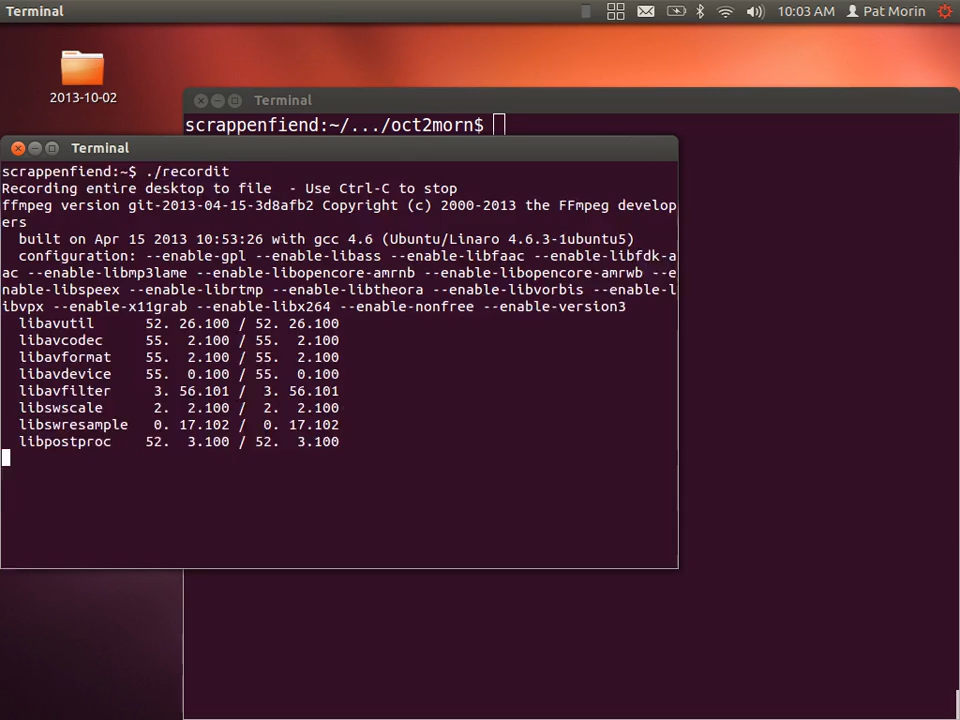 Terminal
10:03 AM
Pat Morin
2013-10-02
Terminal
scrappenfiend:~/.../oct2morn$
Terminal
scrappenfiend:~$ ./recordit
Recording entire desktop to file  - Use Ctrl-C to stop
ffmpeg version git-2013-04-15-3d8afb2 Copyright (c) 2000-2013 the FFmpeg develop
ers
  built on Apr 15 2013 10:53:26 with gcc 4.6 (Ubuntu/Linaro 4.6.3-1ubuntu5)
  configuration: --enable-gpl --enable-libass --enable-libfaac --enable-libfdk-a
ac --enable-libmp3lame --enable-libopencore-amrnb --enable-libopencore-amrwb --e
nable-libspeex --enable-librtmp --enable-libtheora --enable-libvorbis --enable-l
ibvpx --enable-x11grab --enable-libx264 --enable-nonfree --enable-version3
  libavutil      52. 26.100 / 52. 26.100
  libavcodec     55.  2.100 / 55.  2.100
  libavformat    55.  2.100 / 55.  2.100
  libavdevice    55.  0.100 / 55.  0.100
  libavfilter     3. 56.101 /  3. 56.101
  libswscale      2.  2.100 /  2.  2.100
  libswresample   0. 17.102 /  0. 17.102
  libpostproc    52.  3.100 / 52.  3.100